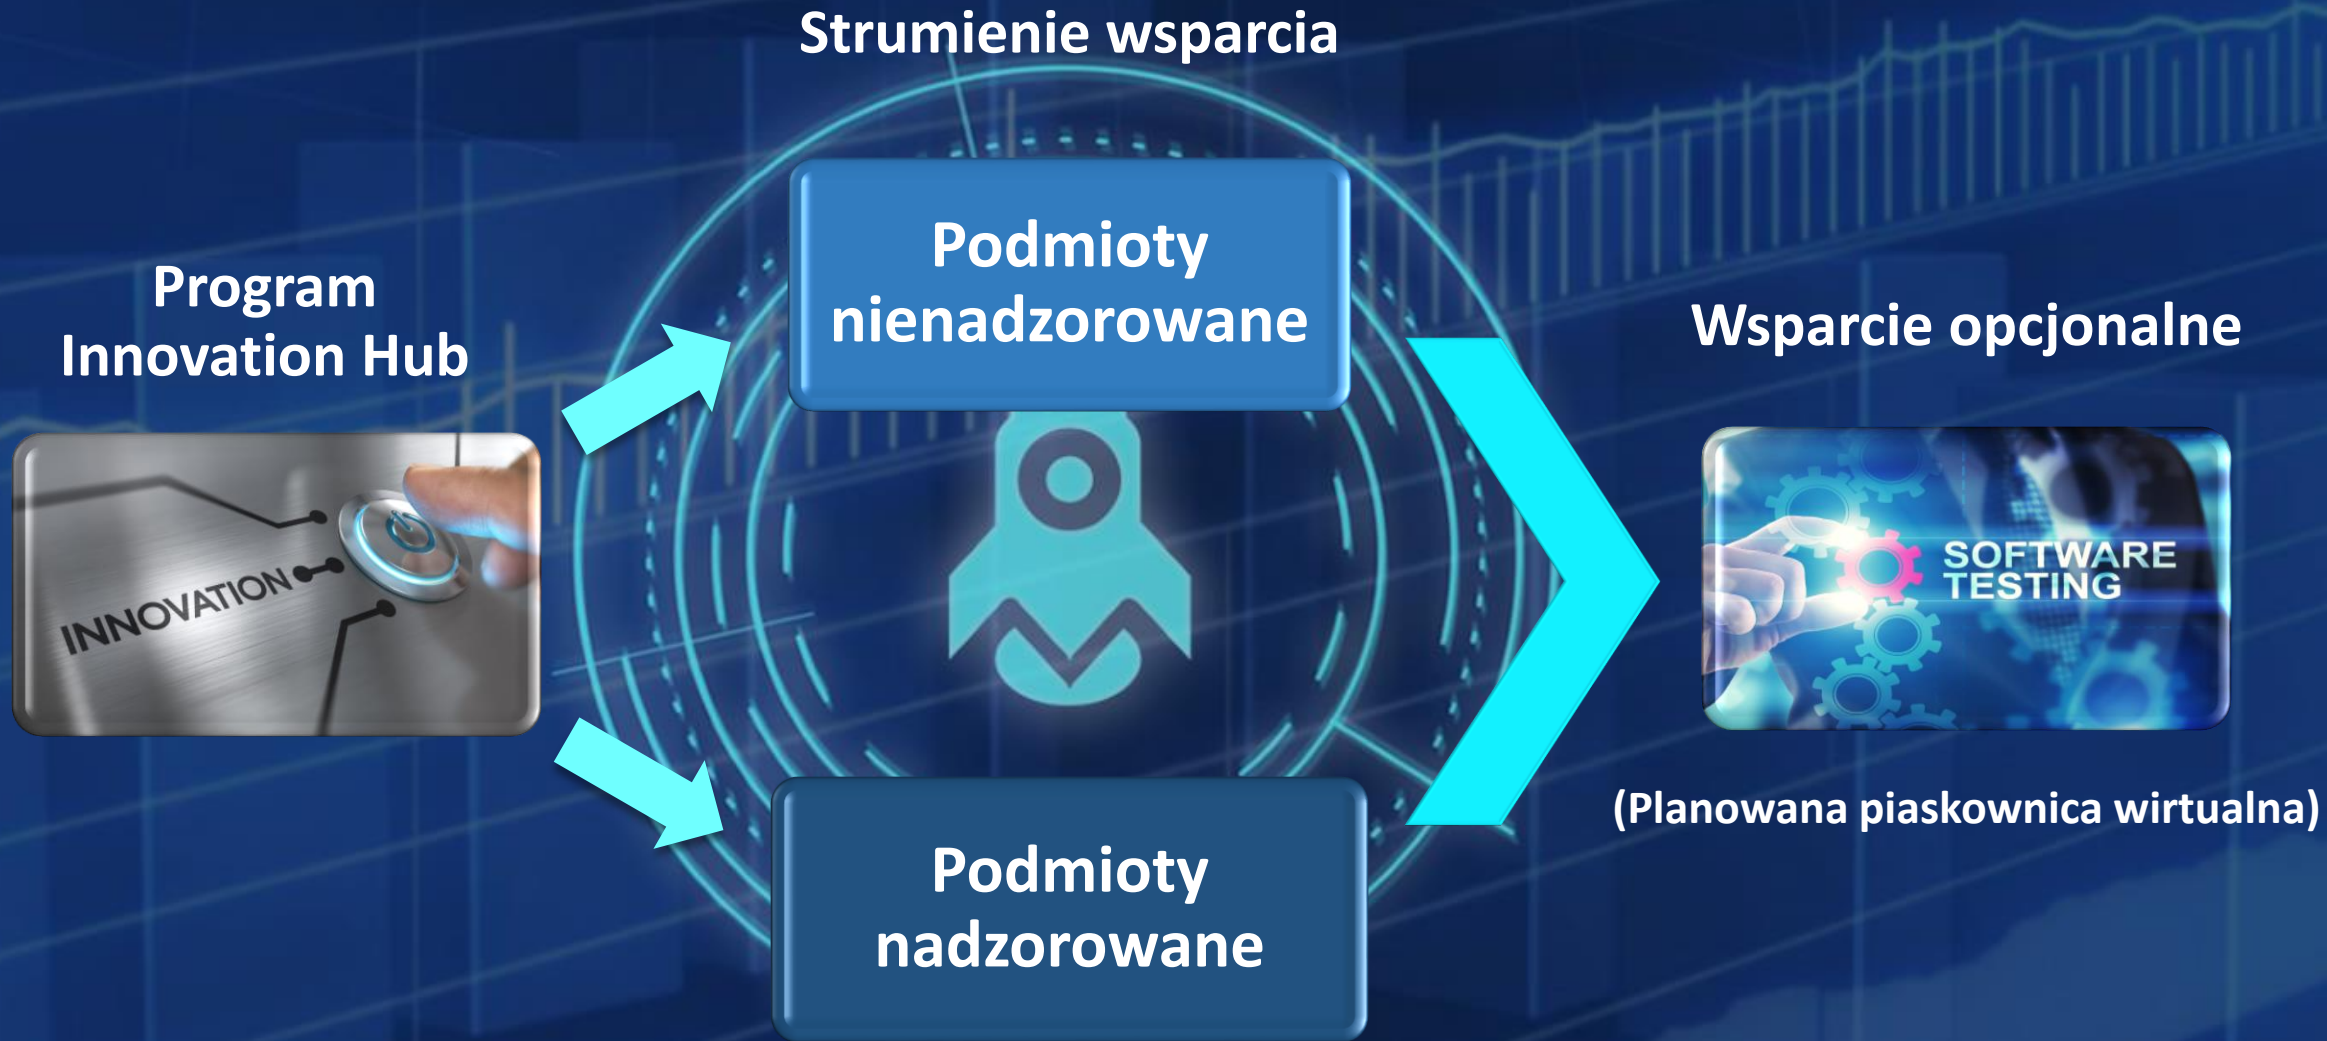 Strumienie wsparcia
Program
Innovation Hub
INNOVATION
Podmioty
nienadzorowane
Podmioty
nadzorowane
Wsparcie opcjonalne
SOFTWARE
TESTING
(Planowana piaskownica wirtualna)